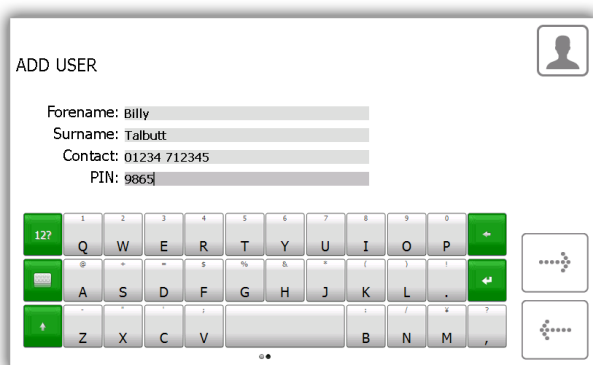 ADD USER
Forename: Billy
Surname: Talbutt
Contact: 01234 712345
PIN: 9865
12? 1 Q 2 W 3 E 4 R 5 T 6 Y 7 U 8 I 9 O 0 P
@ A + S = D $ F % G & H * J ( K ) L ! .
- Z " X ' C ; V : B / N ¥ M ? ,